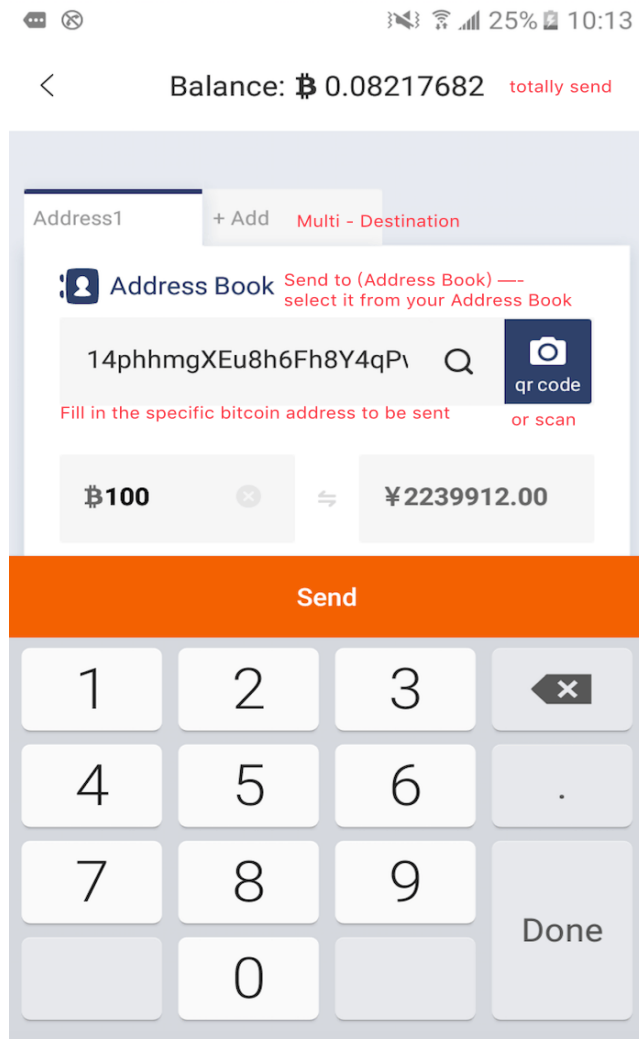 25% 10:13
Balance: ₿ 0.08217682 totally send
Address1 + Add Multi - Destination
Address Book Send to (Address Book) —-
select it from your Address Book
14phhmgXEu8h6Fh8Y4qP
qr code
Fill in the specific bitcoin address to be sent
or scan
₿100 ¥2239912.00
Send
1 2 3
4 5 6 .
7 8 9
Done
0